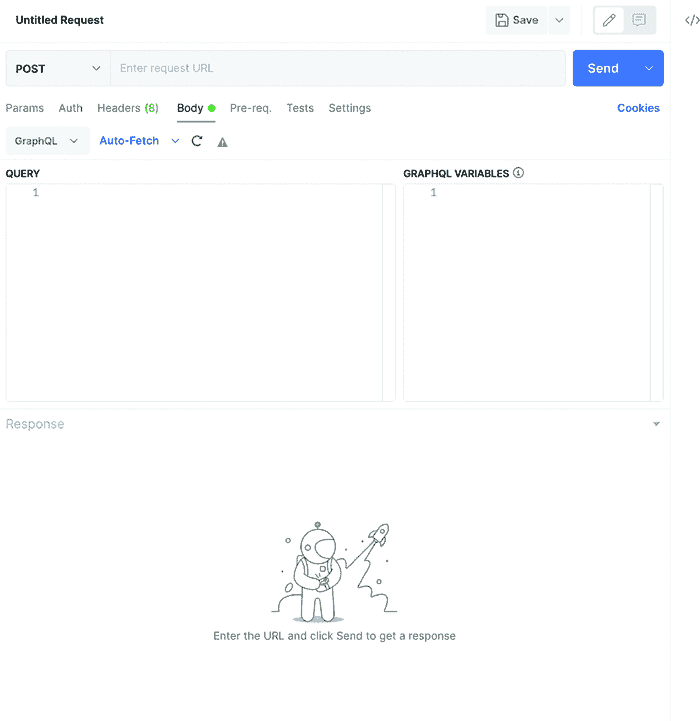 Untitled Request
Save
POST
Enter request URL
Send
Params Auth Headers (8) Body Pre-req. Tests Settings Cookies
GraphQL Auto-Fetch
QUERY
GRAPHQL VARIABLES
1
1
Response
Enter the URL and click Send to get a response